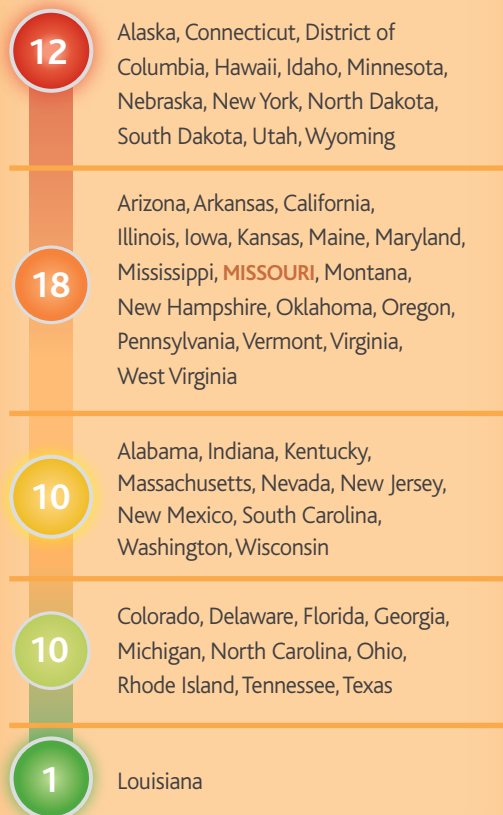 12
Alaska, Connecticut, District of
Columbia, Hawaii, Idaho, Minnesota,
Nebraska, New York, North Dakota,
South Dakota, Utah, Wyoming
18
Arizona, Arkansas, California,
Illinois, Iowa, Kansas, Maine, Maryland,
Mississippi, MISSOURI, Montana,
New Hampshire, Oklahoma, Oregon,
Pennsylvania, Vermont, Virginia,
West Virginia
10
Alabama, Indiana, Kentucky,
Massachusetts, Nevada, New Jersey,
New Mexico, South Carolina,
Washington, Wisconsin
10
Colorado, Delaware, Florida, Georgia,
Michigan, North Carolina, Ohio,
Rhode Island, Tennessee, Texas
1
Louisiana